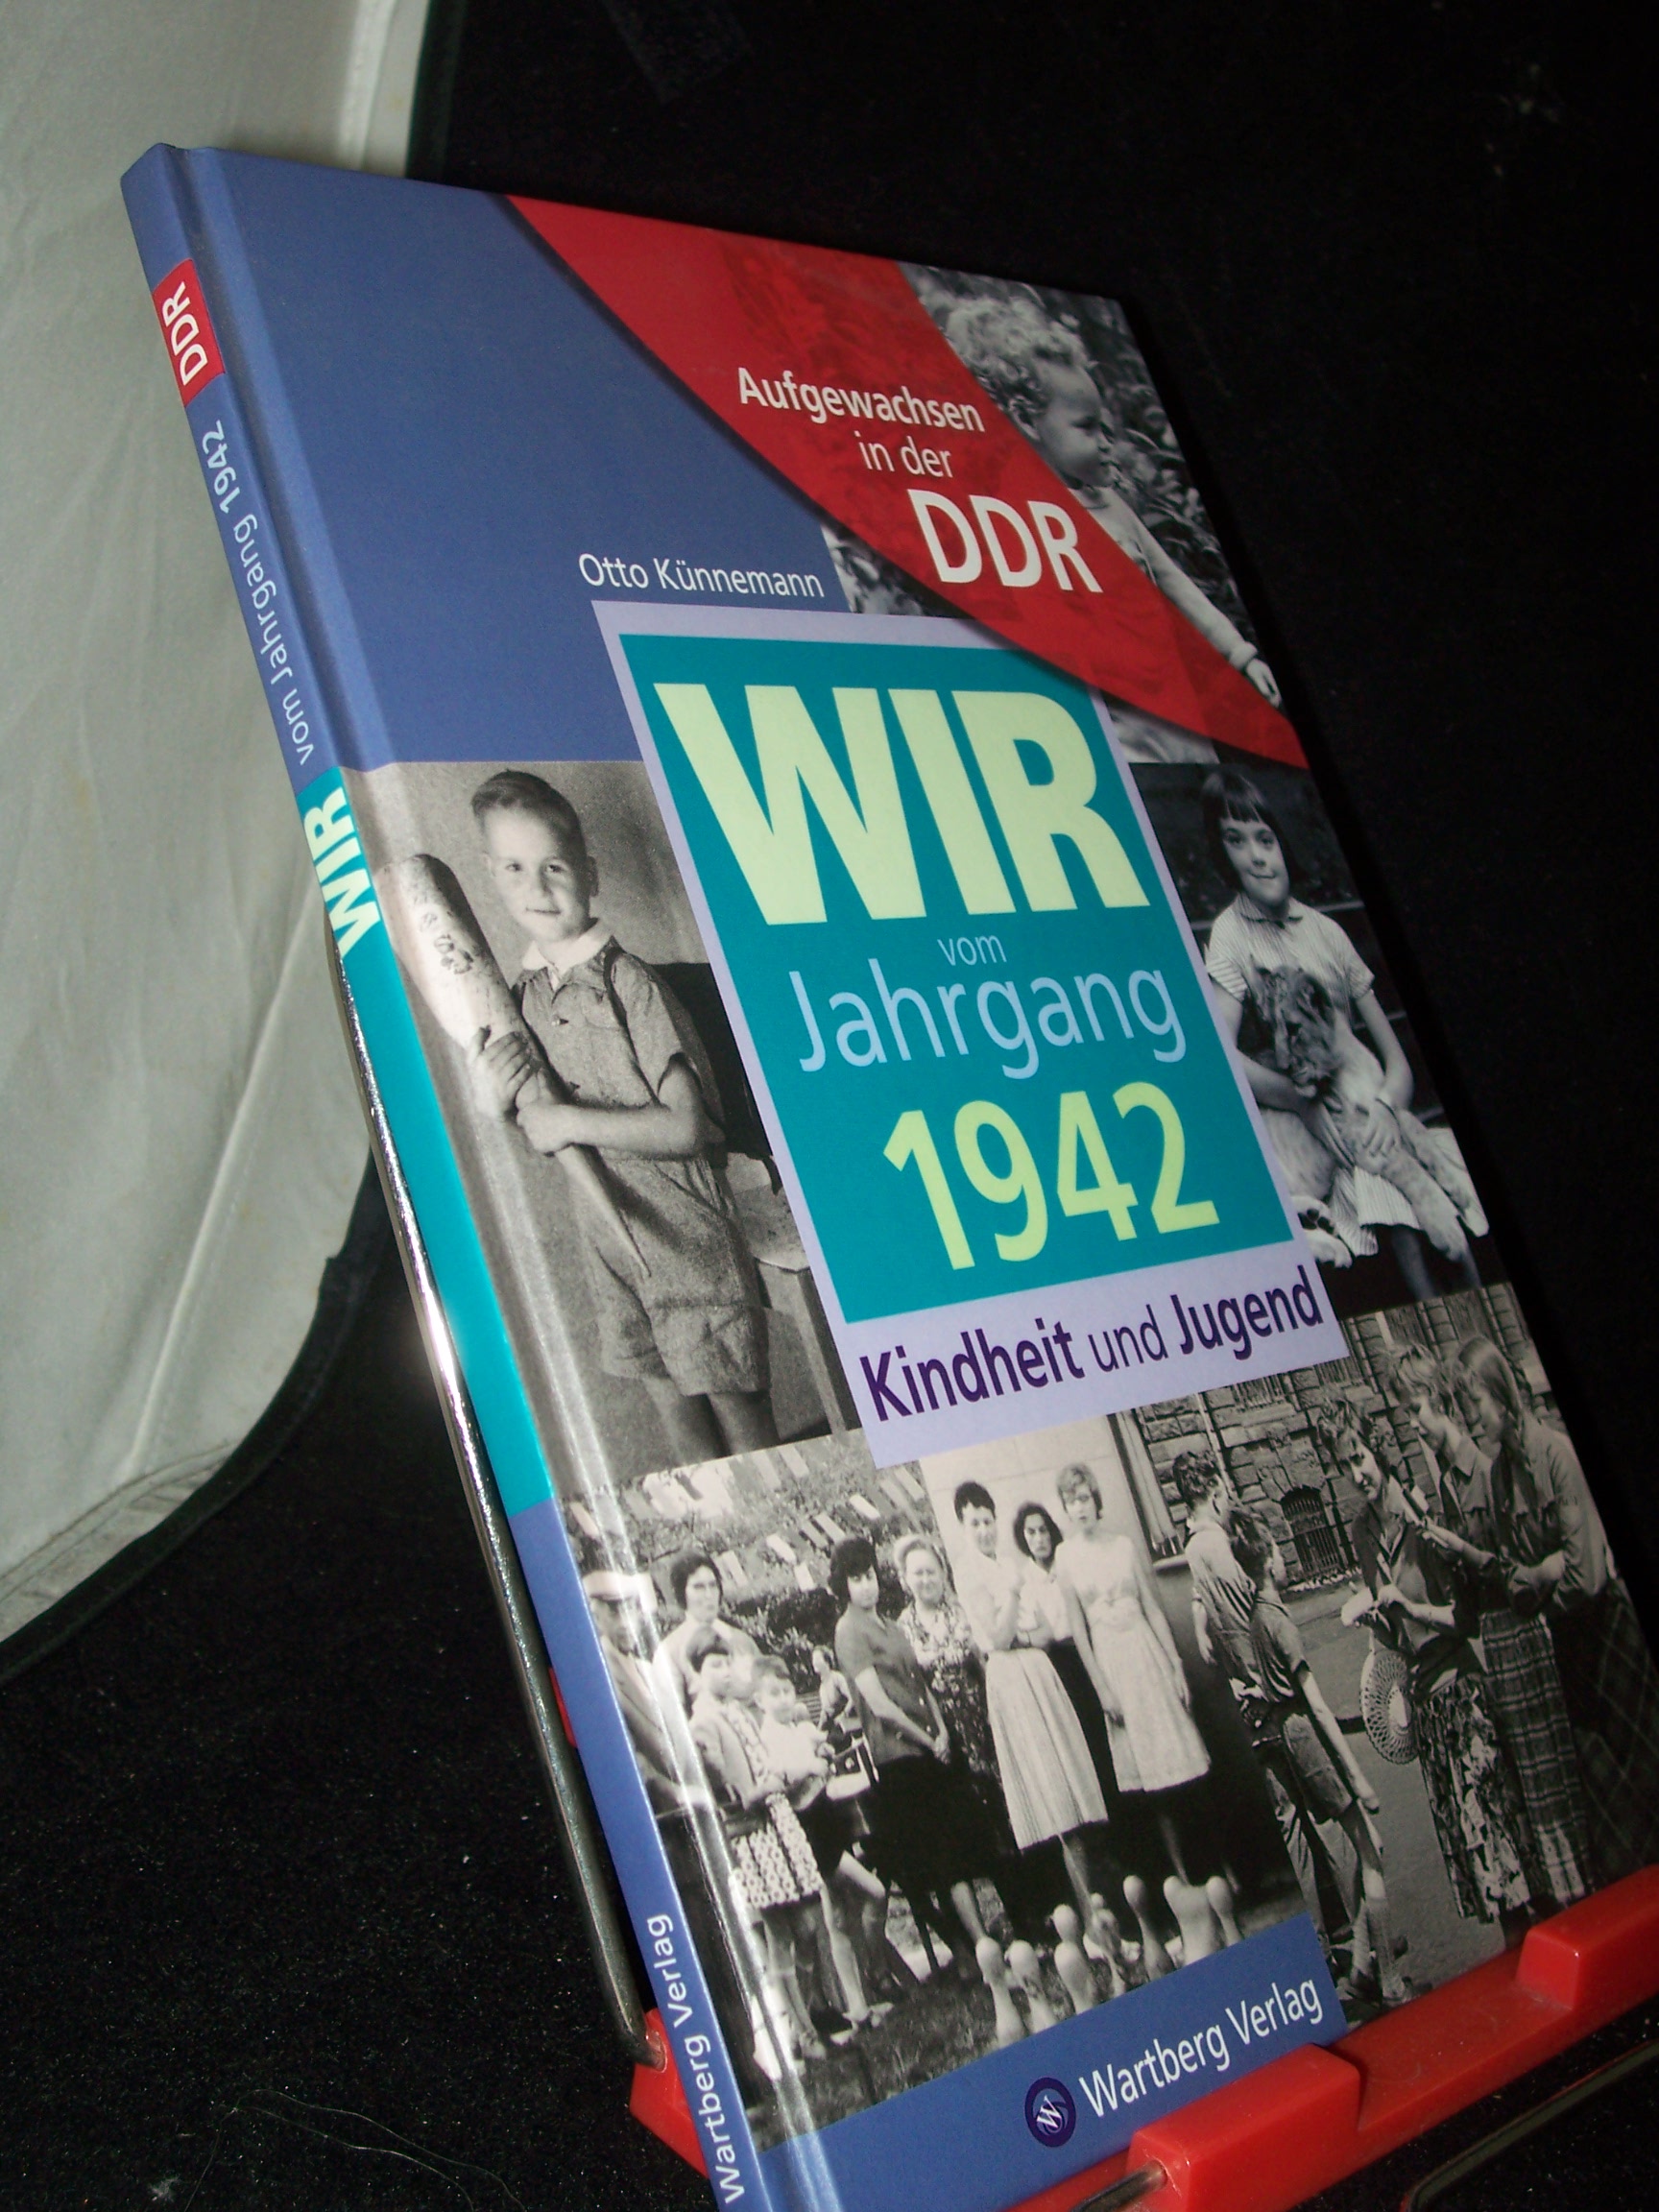 Aufgewachsen
in der
DDR
Otto Künnemann
WIR
vom
Jahrgang
1942
Kindheit und Jugend
W Wartberg Verlag
Wartberg Verlag
WIR vom Jahrgang 1942 DDR